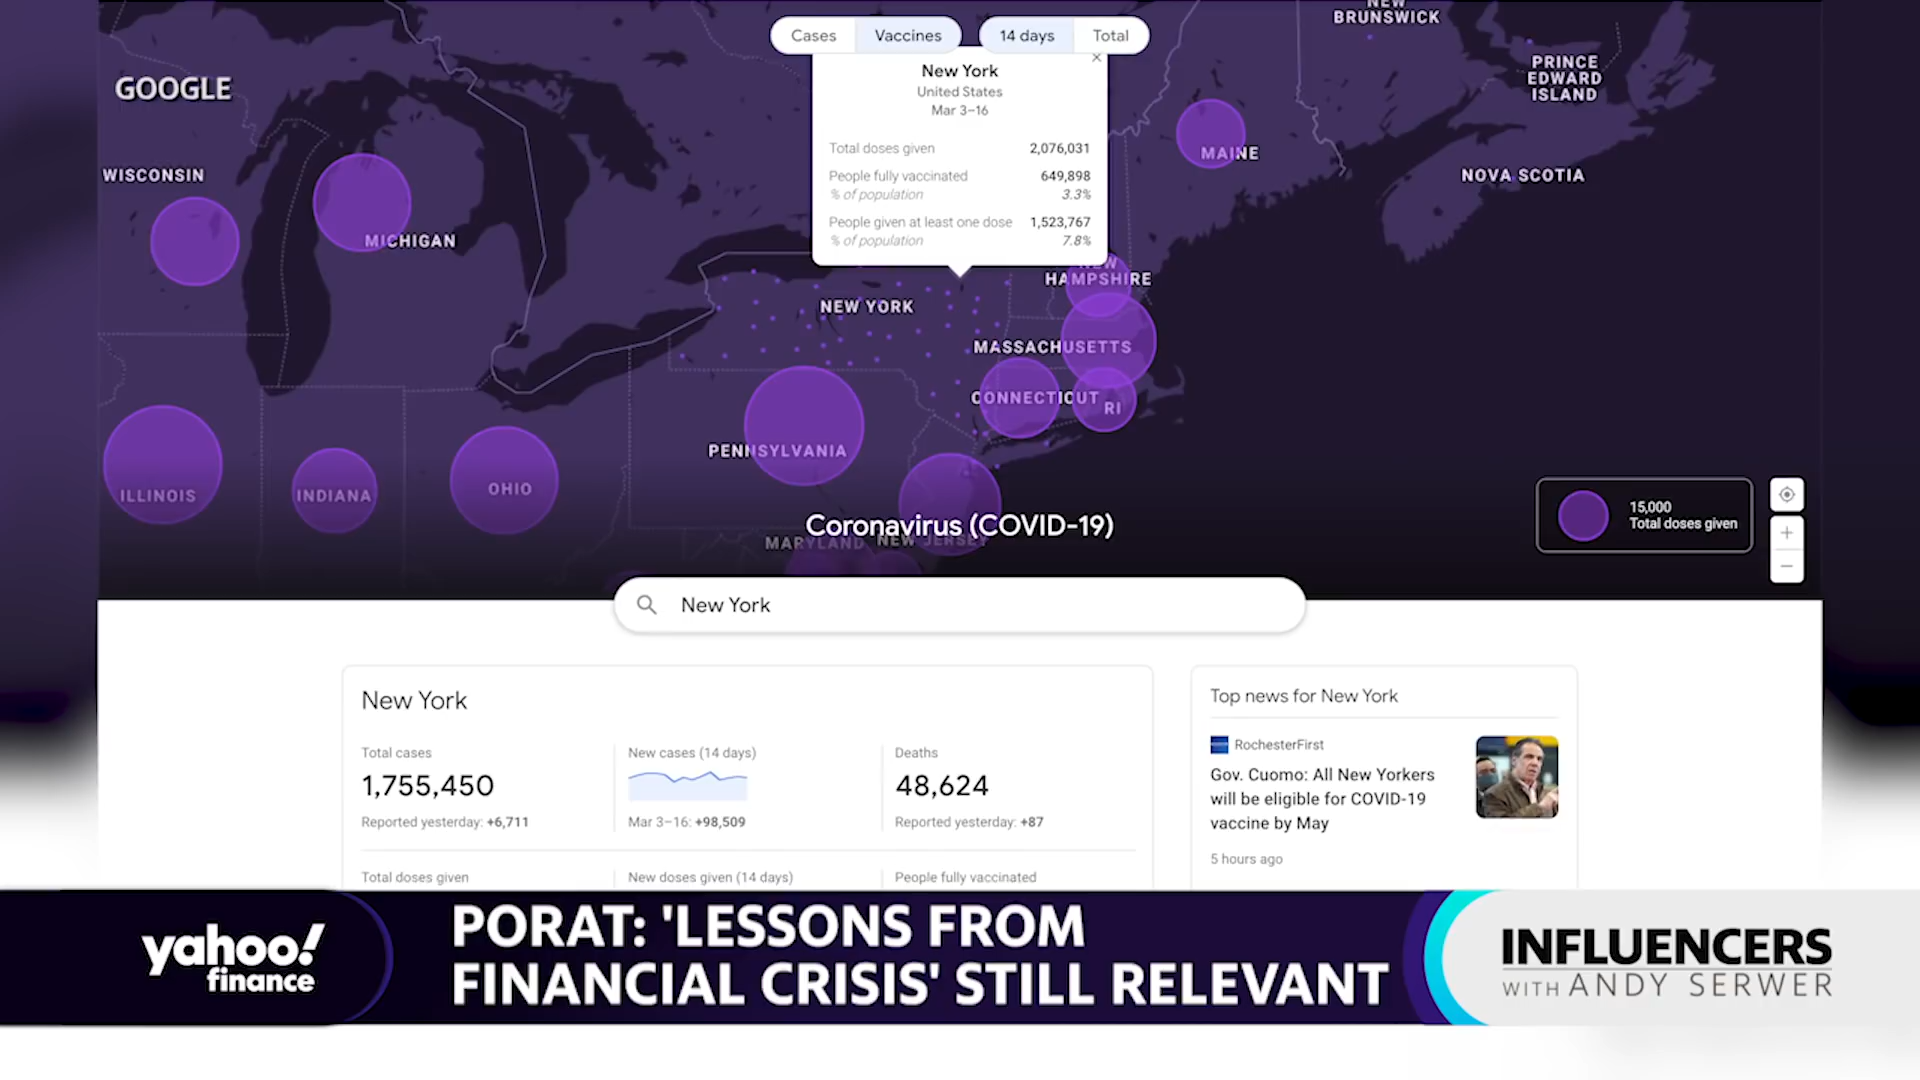 NEW
BRUNSWICK
Cases
Vaccines
14 days
Total
PRINCE
EDWARD
ISLAND
GOOGLE
New York
United States
Mar 3–16
Total doses given 2,076,031
People fully vaccinated 649,898
% of population 3.3%
People given at least one dose 1,523,767
% of population 7.8%
WISCONSIN
MAINE
NOVA SCOTIA
MICHIGAN
NEW
HAMPSHIRE
NEW YORK
MASSACHUSETTS
CONNECTICUT
RI
PENNSYLVANIA
ILLINOIS
INDIANA
OHIO
15,000
Total doses given
Coronavirus (COVID-19)
MARYLAND
NEW JERSEY
New York
New York
Total cases
1,755,450
Reported yesterday: +6,711
New cases (14 days)
Mar 3–16: +98,509
Deaths
48,624
Reported yesterday: +87
Total doses given
New doses given (14 days)
People fully vaccinated
Top news for New York
RochesterFirst
Gov. Cuomo: All New Yorkers
will be eligible for COVID-19
vaccine by May
5 hours ago
yahoo!
finance
PORAT: 'LESSONS FROM
FINANCIAL CRISIS' STILL RELEVANT
INFLUENCERS
WITH ANDY SERWER